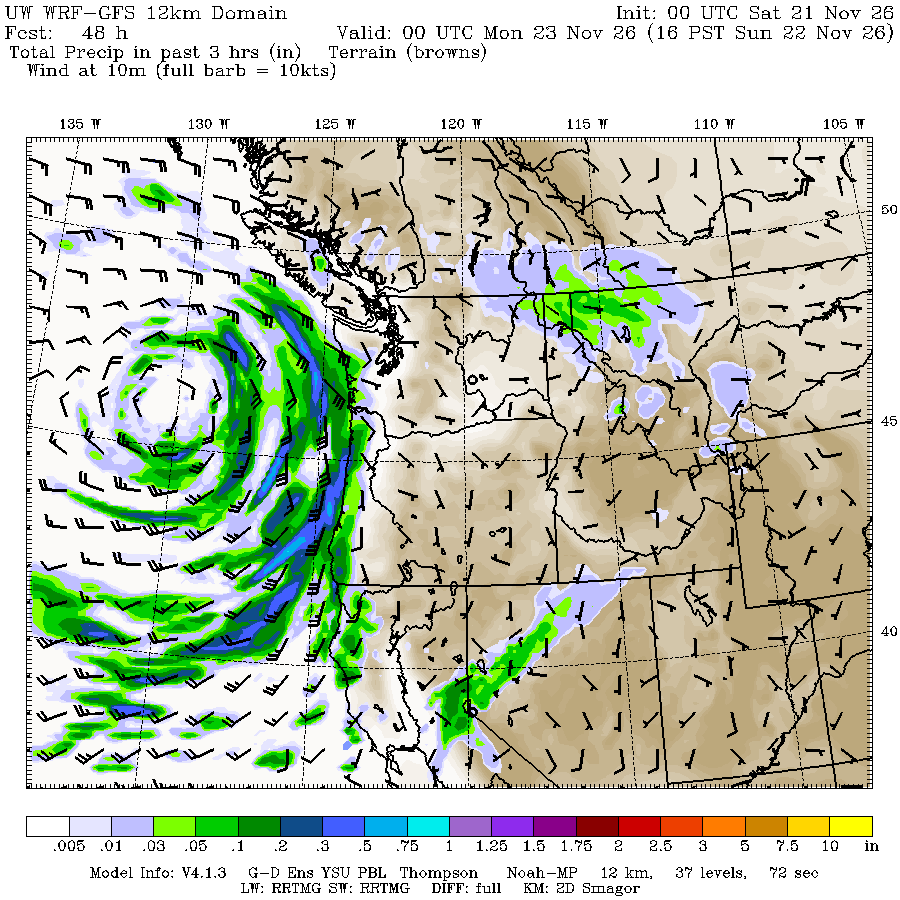 UW WRF-GFS 12km Domain Init: 00 UTC Sat 21 Nov 26
Fcst: 48 h Valid: 00 UTC Mon 23 Nov 26 (16 PST Sun 22 Nov 26)
Total Precip in past 3 hrs (in) Terrain (browns)
Wind at 10m (full barb = 10kts)
135 W 130 W 125 W 120 W 115 W 110 W 105 W
50
45
40
.005 .01 .03 .05 .1 .2 .3 .5 .75 1 1.25 1.5 1.75 2 2.5 3 5 7.5 10 in
Model Info: V4.1.3 G-D Ens YSU PBL Thompson Noah-MP 12 km, 37 levels, 72 sec
LW: RRTMG SW: RRTMG DIFF: full KM: 2D Smagor